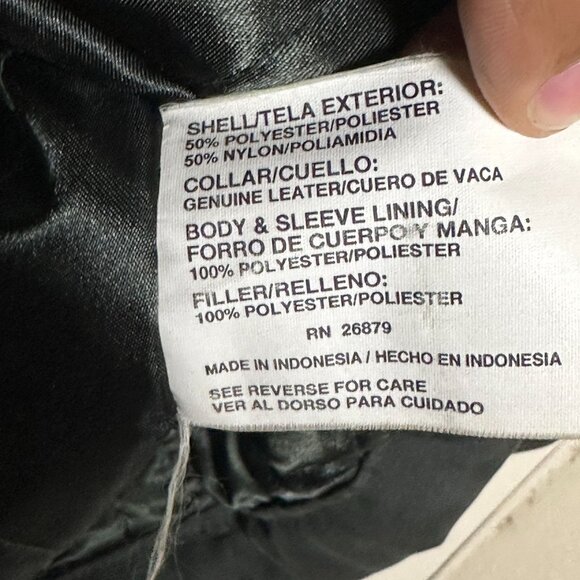 SHELL/TELA EXTERIOR:
50% POLYESTER/POLIESTER
50% NYLON/POLIAMIDIA
COLLAR/CUELLO:
GENUINE LEATER/CUERO DE VACA
BODY & SLEEVE LINING/
FORRO DE CUERPO Y MANGA:
100% POLYESTER/POLIESTER
FILLER/RELLENO:
100% POLYESTER/POLIESTER
RN 26879
MADE IN INDONESIA / HECHO EN INDONESIA
SEE REVERSE FOR CARE
VER AL DORSO PARA CUIDADO